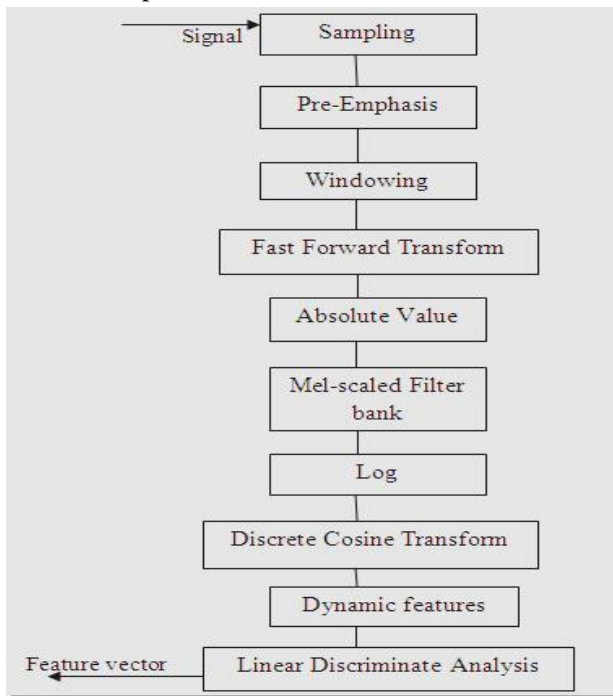 Signal
Sampling
Pre-Emphasis
Windowing
Fast Forward Transform
Absolute Value
Mel-scaled Filter
bank
Log
Discrete Cosine Transform
Dynamic features
Feature vector
Linear Discriminate Analysis